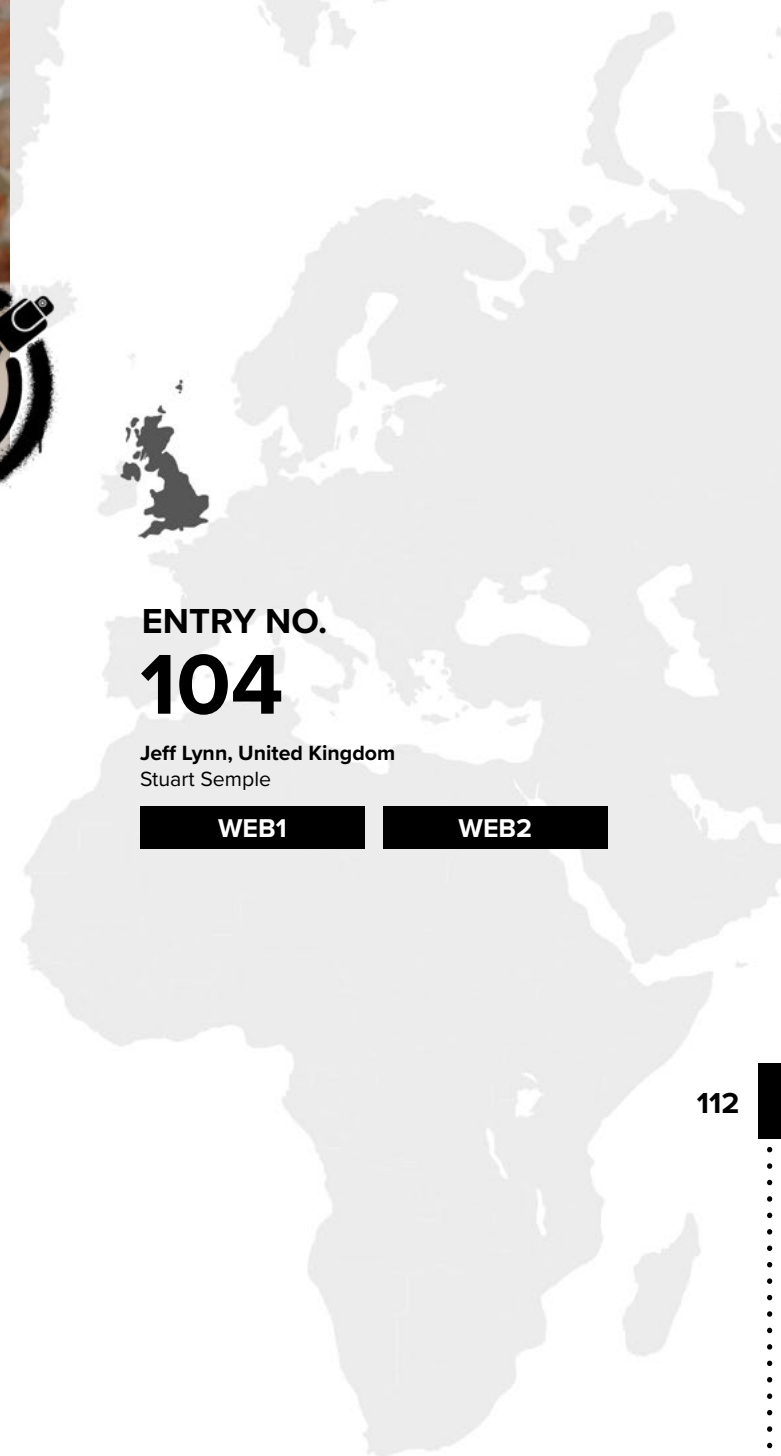 ENTRY NO.
104
Jeff Lynn, United Kingdom
Stuart Semple
WEB1 WEB2
112